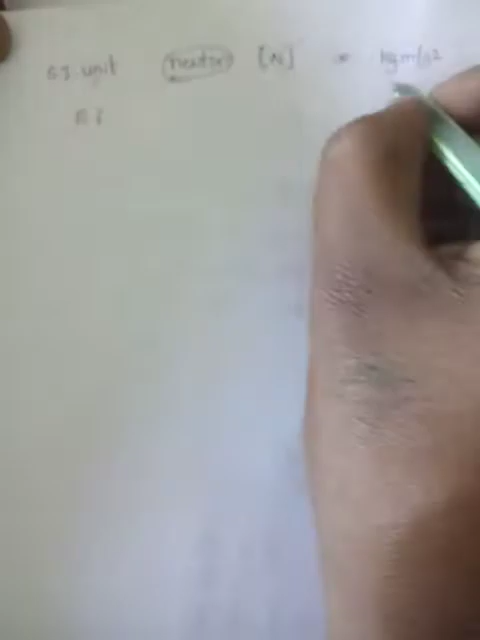 SI unit newton [N] = kgm/s2